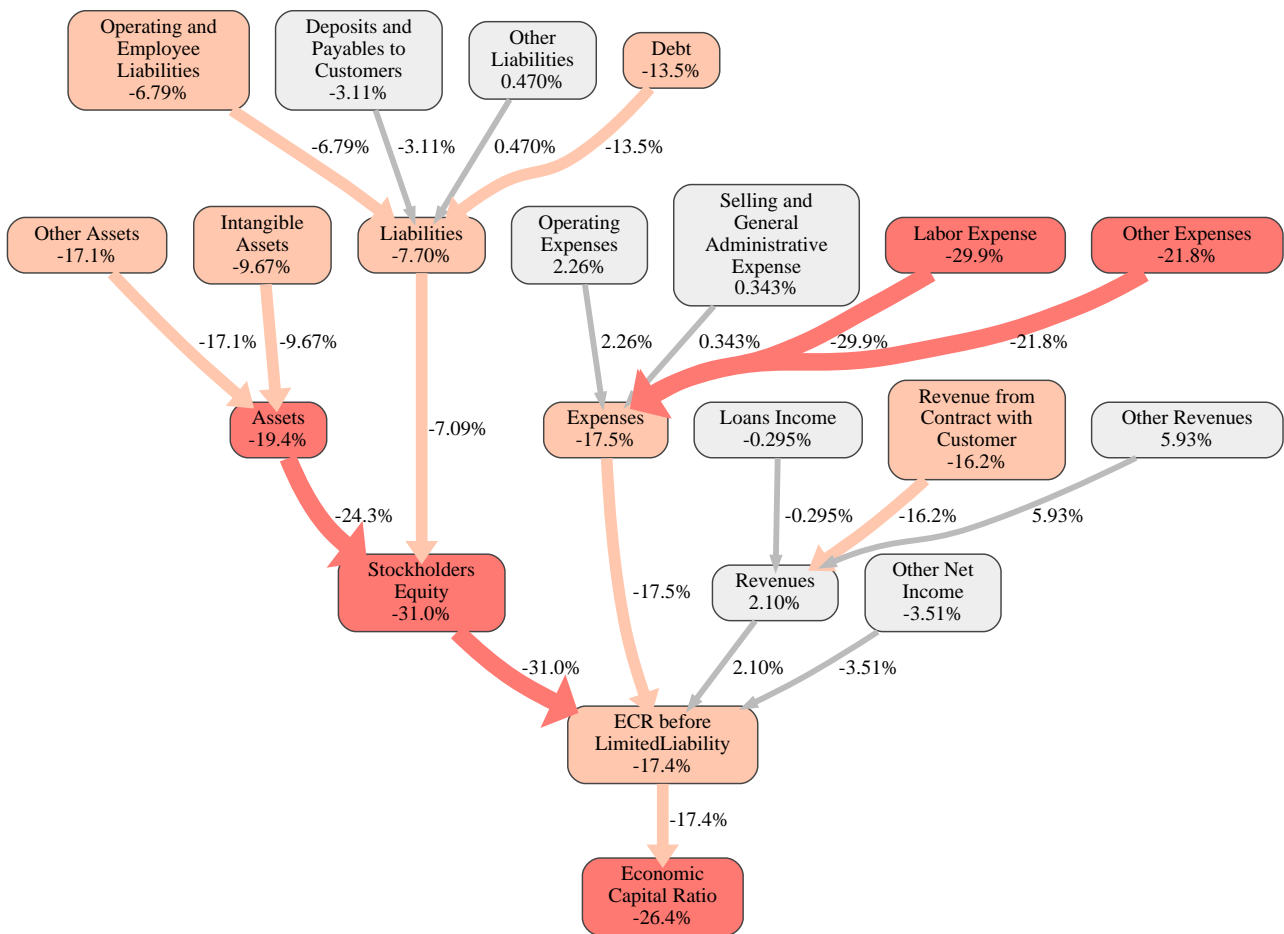 Operating and
Employee
Liabilities
-6.79%
Deposits and
Payables to
Customers
-3.11%
Other
Liabilities
0.470%
Debt
-13.5%
-6.79%
-3.11%
0.470%
-13.5%
Other Assets
-17.1%
Intangible
Assets
-9.67%
Liabilities
-7.70%
Operating
Expenses
2.26%
Selling and
General
Administrative
Expense
0.343%
Labor Expense
-29.9%
Other Expenses
-21.8%
-17.1%
-9.67%
2.26%
0.343%
-29.9%
-21.8%
Assets
-19.4%
-7.09%
Expenses
-17.5%
Loans Income
-0.295%
Revenue from
Contract with
Customer
-16.2%
Other Revenues
5.93%
-24.3%
-0.295%
-16.2%
5.93%
Stockholders
Equity
-31.0%
-17.5%
Revenues
2.10%
Other Net
Income
-3.51%
-31.0%
2.10%
-3.51%
ECR before
LimitedLiability
-17.4%
-17.4%
Economic
Capital Ratio
-26.4%